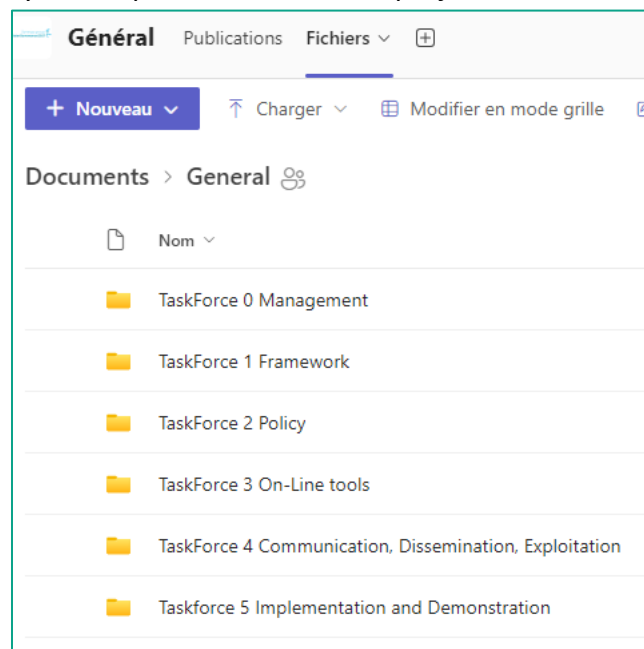 Général Publications Fichiers
+ Nouveau Charger Modifier en mode grille
Documents > General
Nom
TaskForce 0 Management
TaskForce 1 Framework
TaskForce 2 Policy
TaskForce 3 On-Line tools
TaskForce 4 Communication, Dissemination, Exploitation
Taskforce 5 Implementation and Demonstration